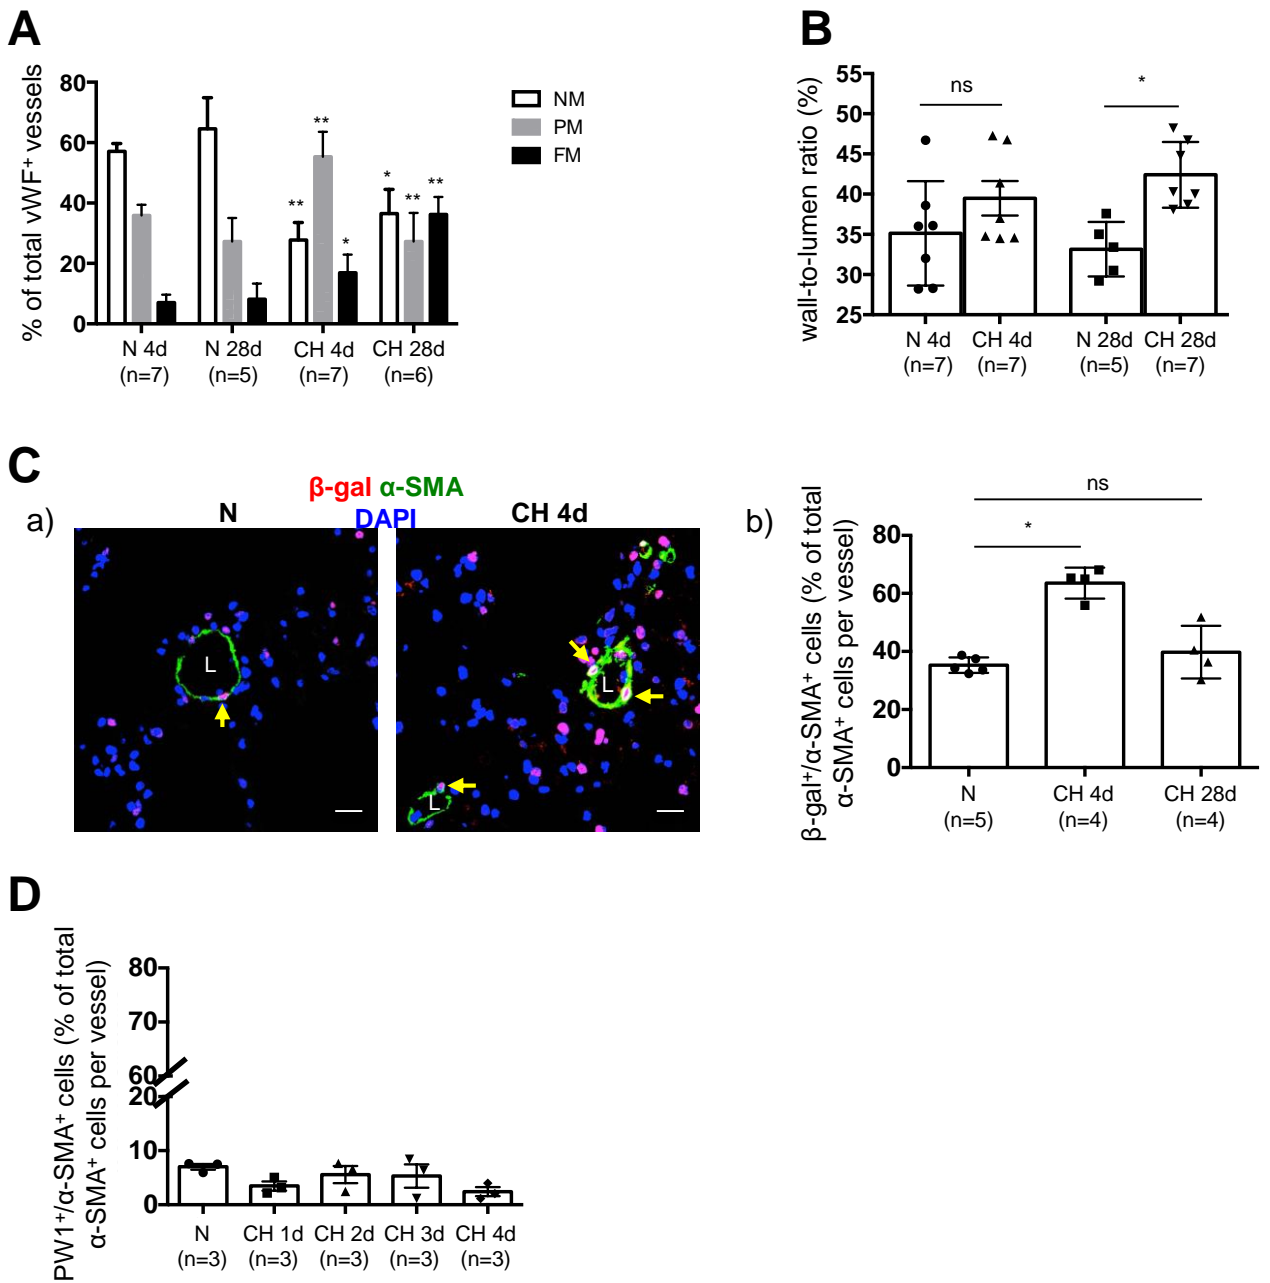 A
% of total vWF⁺ vessels
80
60
40
20
0
** ** * * ** **
N 4d N 28d CH 4d CH 28d
(n=7) (n=5) (n=7) (n=6)
NM
PM
FM
B
wall-to-lumen ratio (%)
55
50
45
40
35
30
25
ns *
N 4d CH 4d N 28d CH 28d
(n=7) (n=7) (n=5) (n=7)
C
a)
β-gal α-SMA
DAPI
N CH 4d
L
L
L
b)
β-gal⁺/α-SMA⁺ cells (% of total
α-SMA⁺ cells per vessel)
80
60
40
20
0
ns
*
N CH 4d CH 28d
(n=5) (n=4) (n=4)
D
PW1⁺/α-SMA⁺ cells (% of total
α-SMA⁺ cells per vessel)
80
70
60
20
10
0
N CH 1d CH 2d CH 3d CH 4d
(n=3) (n=3) (n=3) (n=3) (n=3)